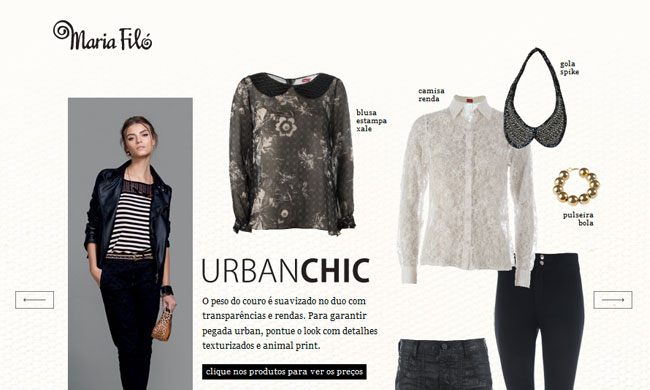 Maria Filó
blusa
estampa
xale
camisa
renda
gola
spike
pulseira
bola
URBANCHIC
O peso do couro é suavizado no duo com
transparências e rendas. Para garantir
pegada urban, pontue o look com detalhes
texturizados e animal print.
clique nos produtos para ver os preços